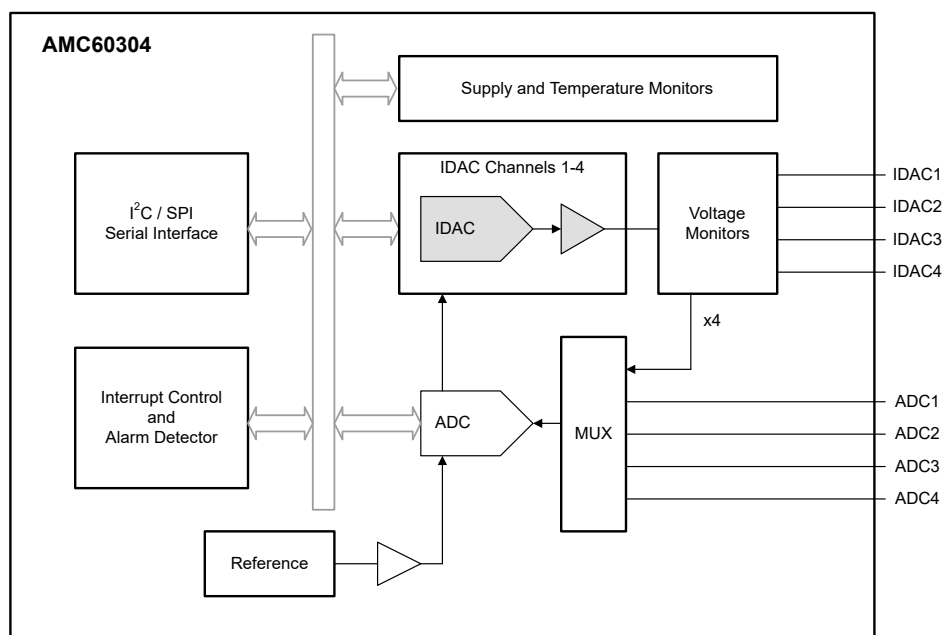 AMC60304
Supply and Temperature Monitors
I²C / SPI
Serial Interface
IDAC Channels 1-4
IDAC
Voltage
Monitors
IDAC1
IDAC2
IDAC3
IDAC4
x4
Interrupt Control
and
Alarm Detector
ADC
MUX
ADC1
ADC2
ADC3
ADC4
Reference